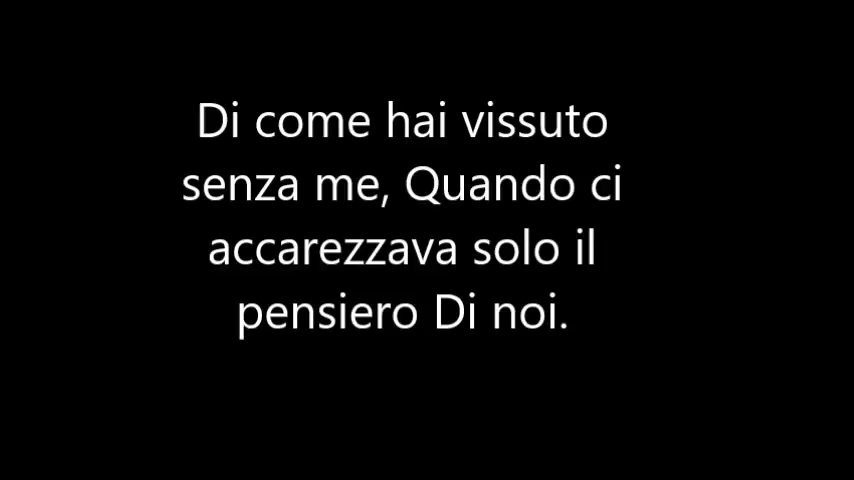 Di come hai vissuto
senza me, Quando ci
accarezzava solo il
pensiero Di noi.